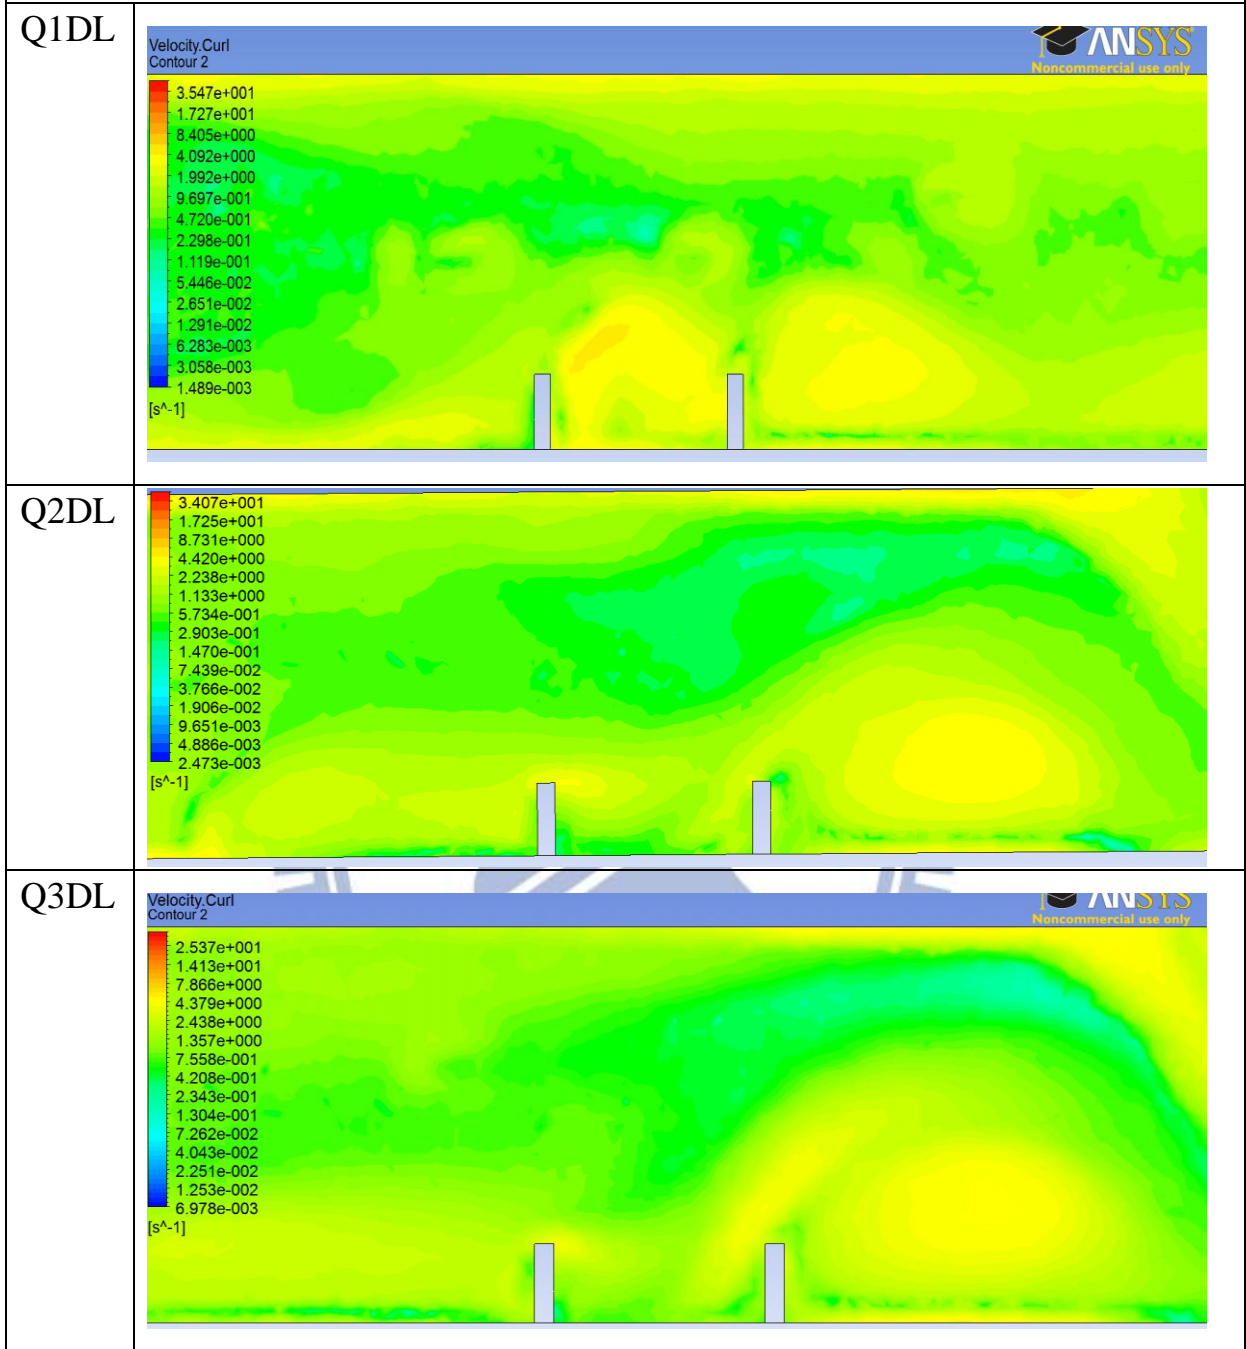 Q1DL
Velocity.Curl
Contour 2
ANSYS
Noncommercial use only
3.547e+001
1.727e+001
8.405e+000
4.092e+000
1.992e+000
9.697e-001
4.720e-001
2.298e-001
1.119e-001
5.446e-002
2.651e-002
1.291e-002
6.283e-003
3.058e-003
1.489e-003
[s^-1]
Q2DL
3.407e+001
1.725e+001
8.731e+000
4.420e+000
2.238e+000
1.133e+000
5.734e-001
2.903e-001
1.470e-001
7.439e-002
3.766e-002
1.906e-002
9.651e-003
4.886e-003
2.473e-003
[s^-1]
Q3DL
Velocity.Curl
Contour 2
ANSYS
Noncommercial use only
2.537e+001
1.413e+001
7.866e+000
4.379e+000
2.438e+000
1.357e+000
7.558e-001
4.208e-001
2.343e-001
1.304e-001
7.262e-002
4.043e-002
2.251e-002
1.253e-002
6.978e-003
[s^-1]